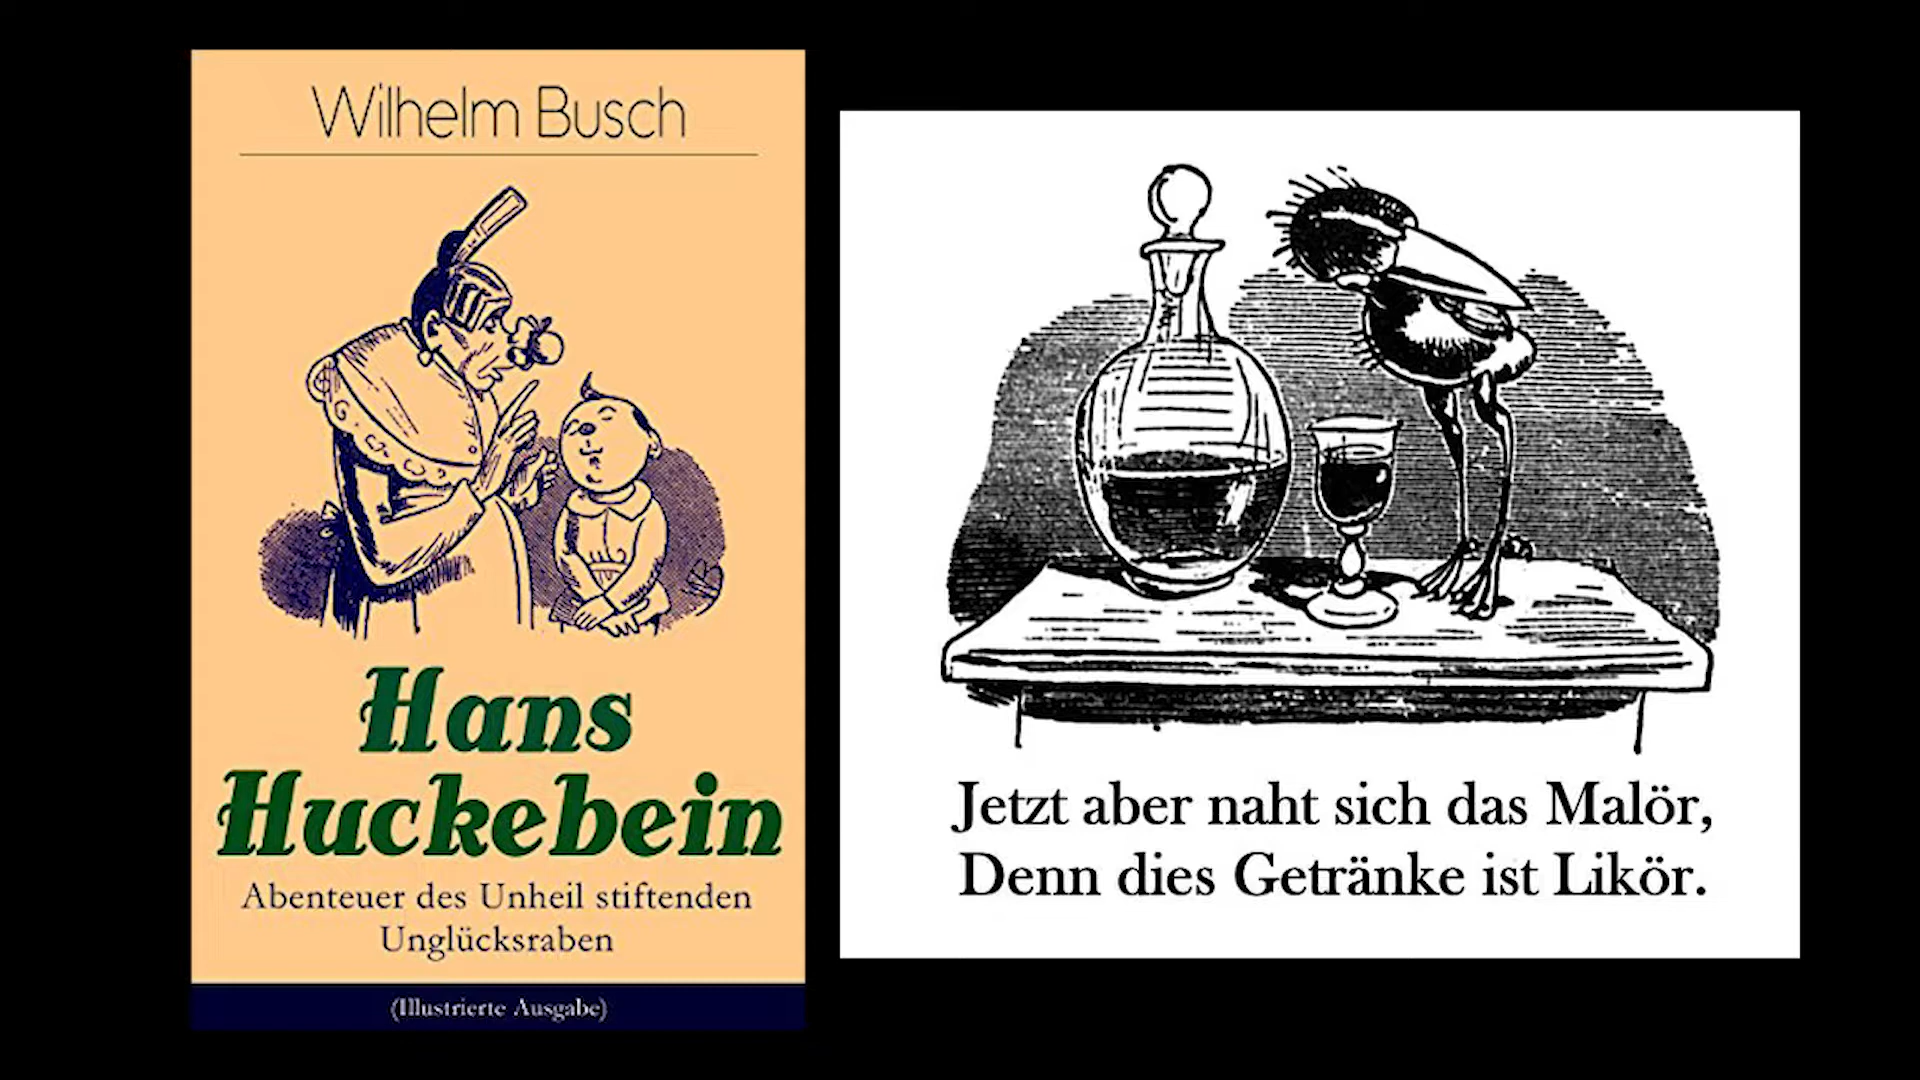 Wilhelm Busch
Hans
Huckebein
Abenteuer des Unheil stiftenden
Unglücksraben
(Illustrierte Ausgabe)
Jetzt aber naht sich das Malör,
Denn dies Getränke ist Likör.